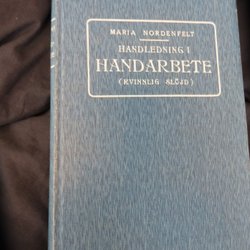 MARIA NORDENFELT
HANDLEDNING I
HANDARBETE
(KVINNLIG SLÖJD)